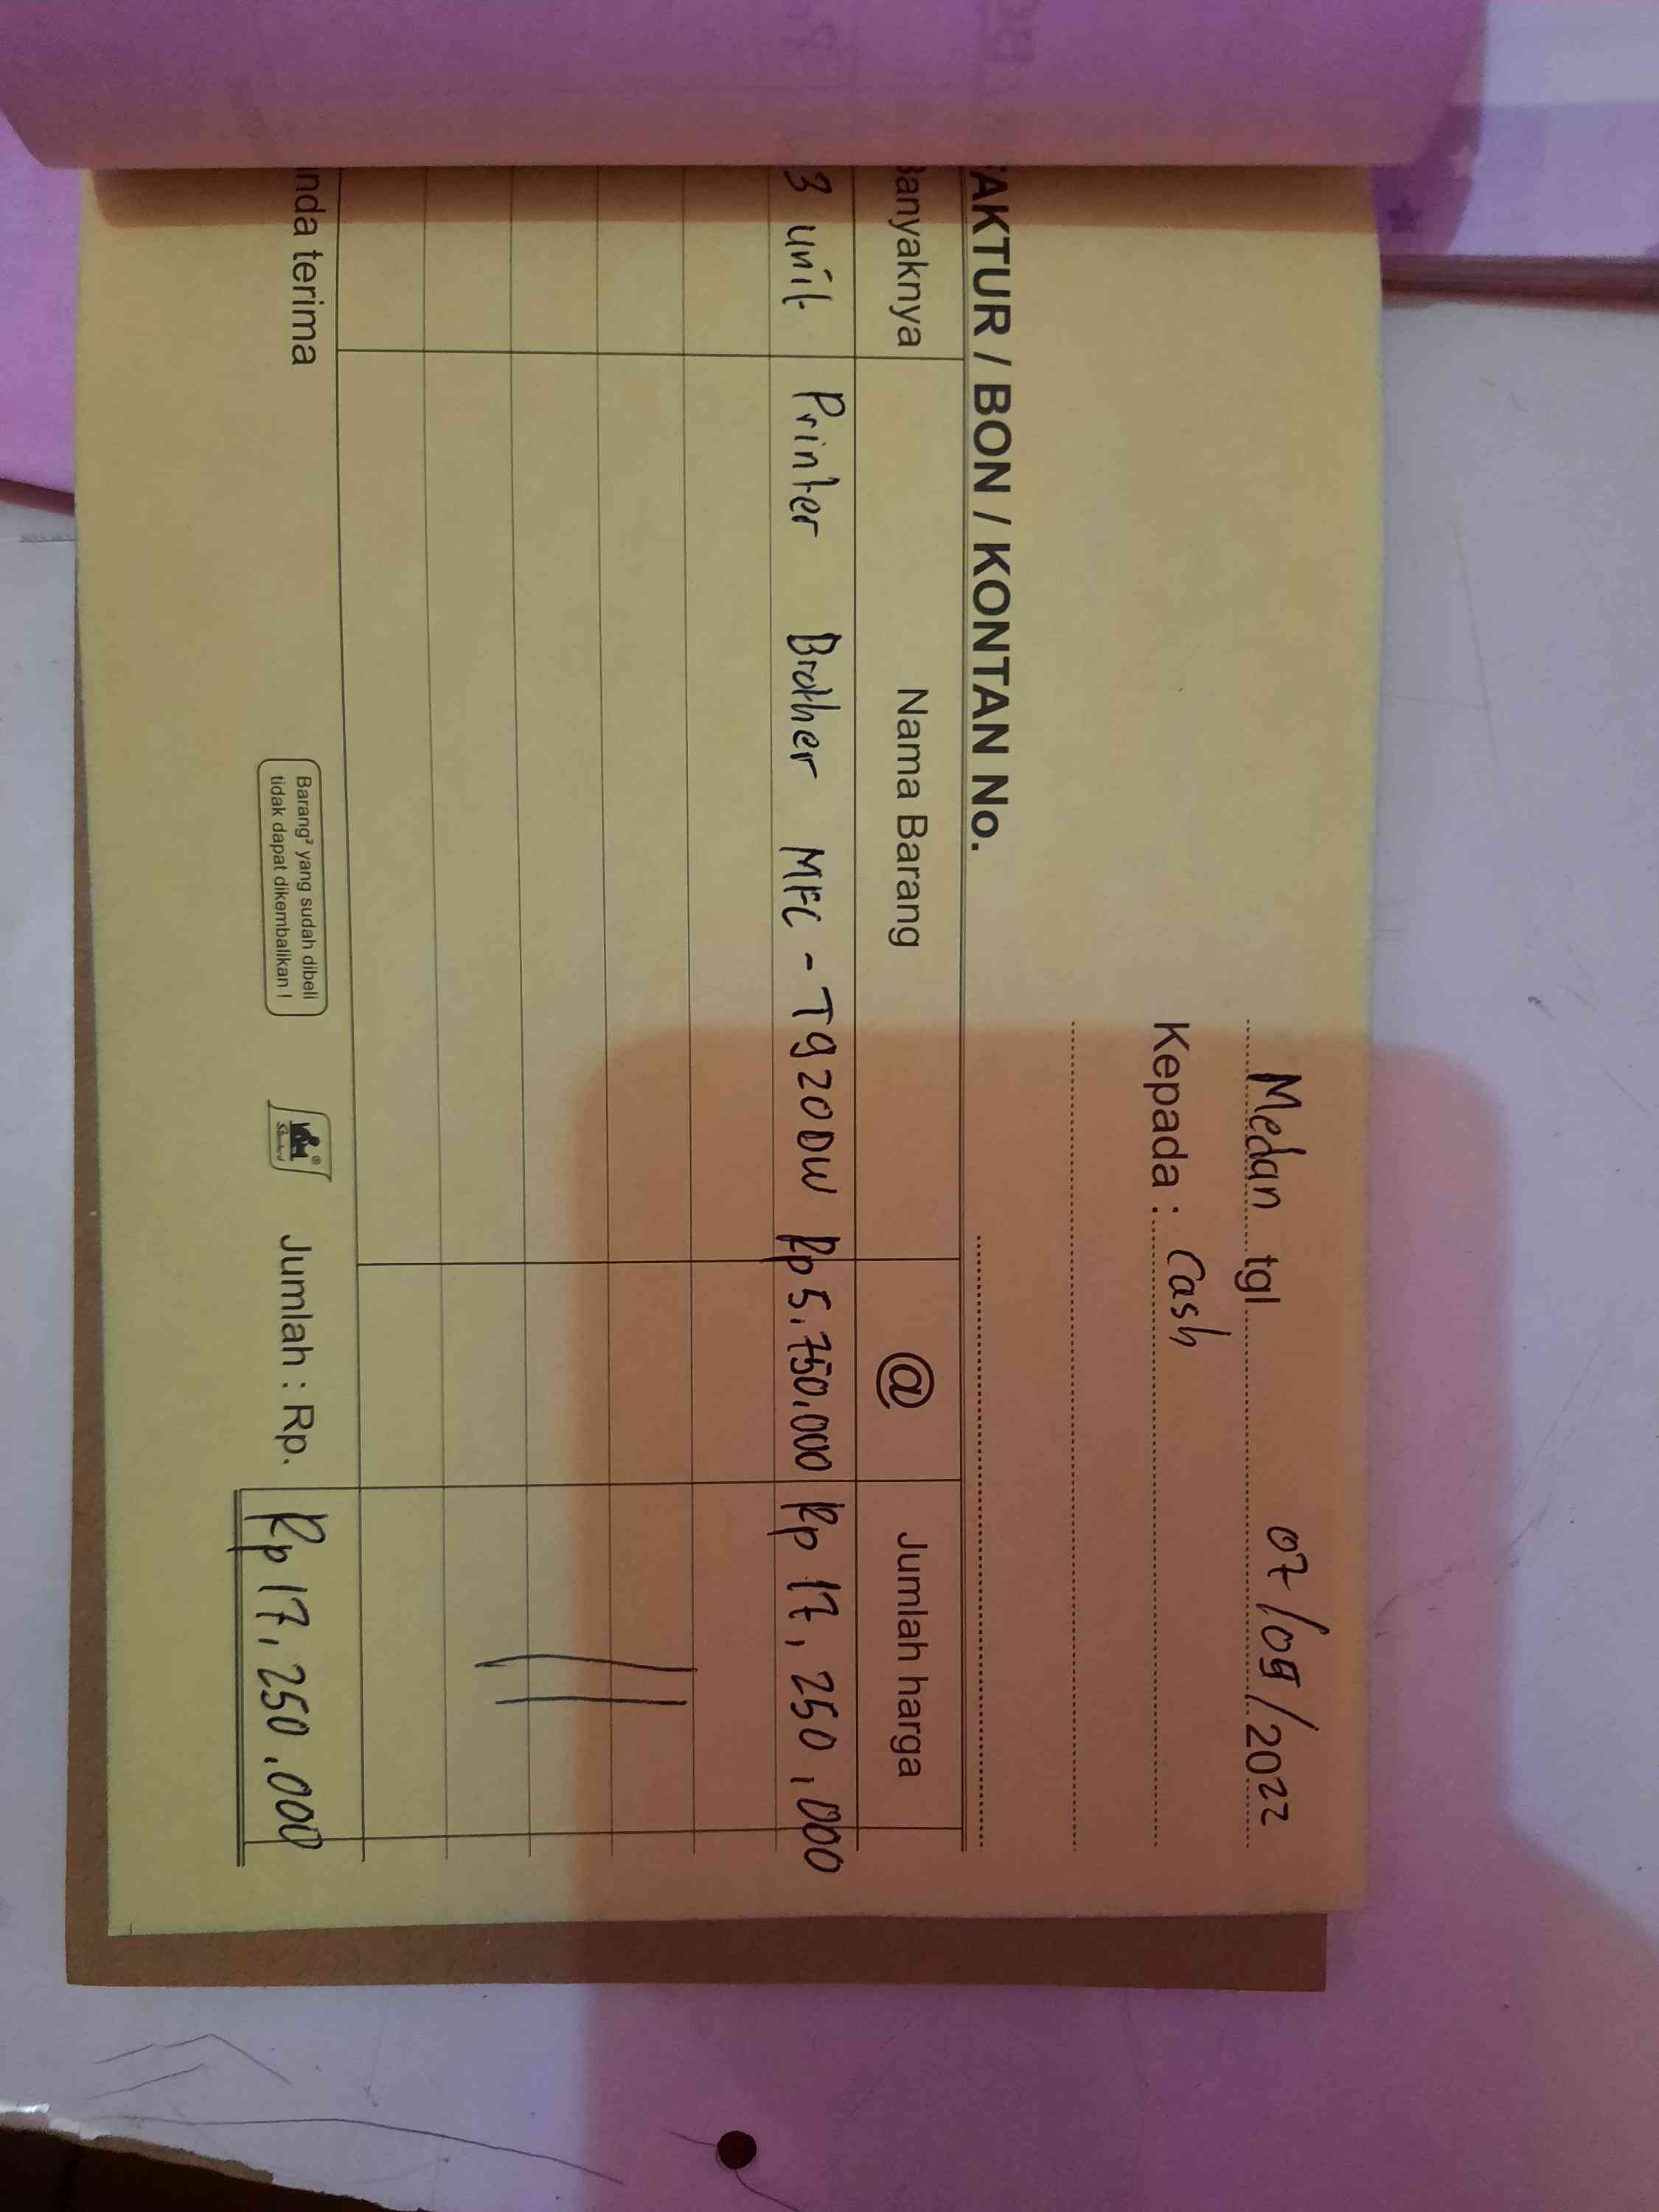 Medan tgl 07/09/2022
Kepada : Cash
FAKTUR / BON / KONTAN No.
Banyaknya Nama Barang @ Jumlah harga
3 unit Printer Brother MFC - T920DW Rp 5.750.000 Rp 17,250,000
nda terima Barang² yang sudah dibeli Jumlah : Rp. Rp 17,250.000
tidak dapat dikembalikan !